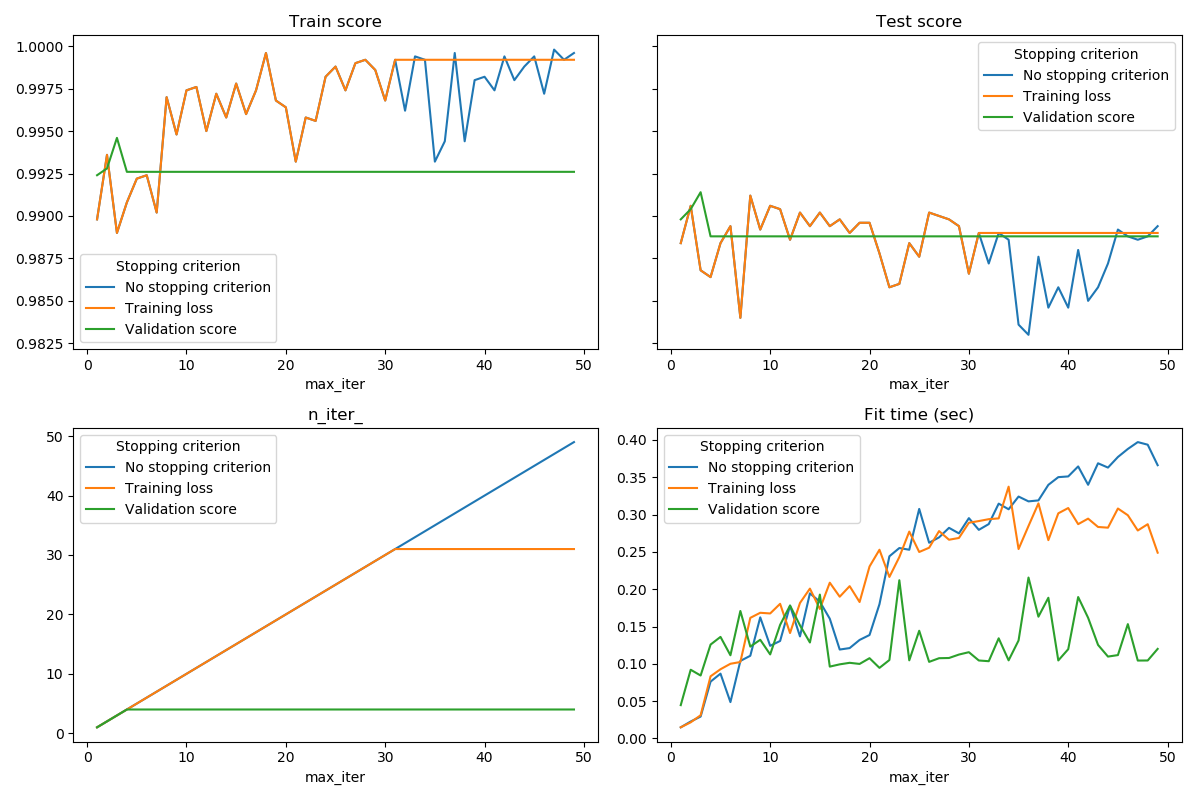 Train score
1.0000
0.9975
0.9950
0.9925
0.9900
0.9875
0.9850
0.9825
Stopping criterion
No stopping criterion
Training loss
Validation score
0 10 20 30 40 50
max_iter
Test score
Stopping criterion
No stopping criterion
Training loss
Validation score
0 10 20 30 40 50
max_iter
n_iter_
50
40
30
20
10
0
Stopping criterion
No stopping criterion
Training loss
Validation score
0 10 20 30 40 50
max_iter
Fit time (sec)
0.40
0.35
0.30
0.25
0.20
0.15
0.10
0.05
0.00
Stopping criterion
No stopping criterion
Training loss
Validation score
0 10 20 30 40 50
max_iter